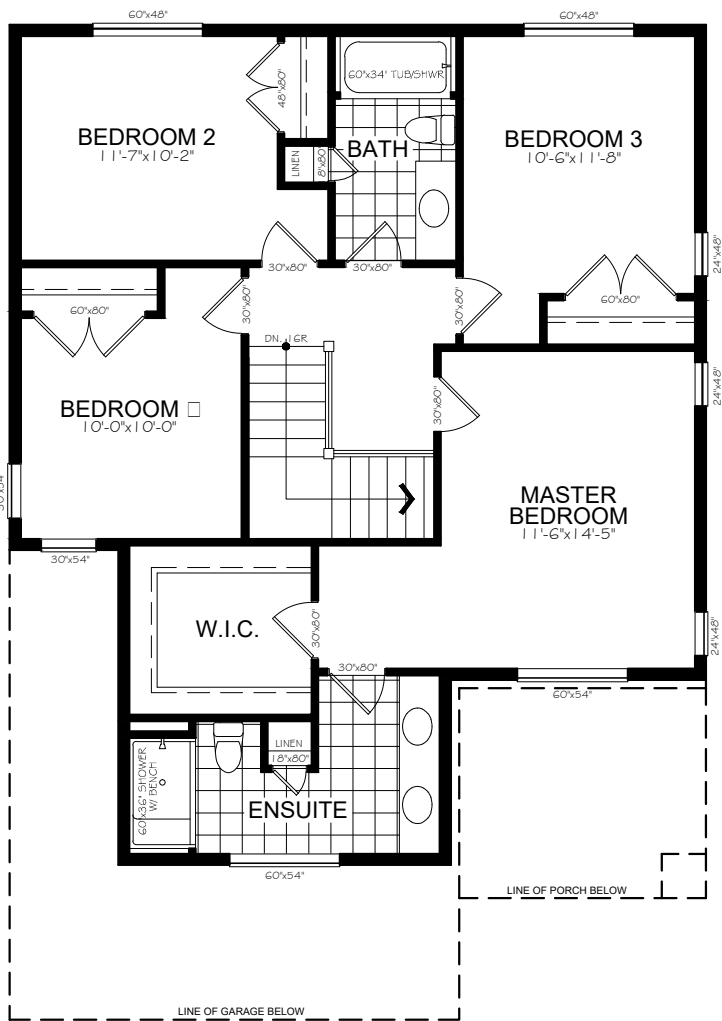 60"x48"
60"x48"
60"x34" TUB/SHWR
48"x80"
BEDROOM 2
11'-7"x10'-2"
BATH
BEDROOM 3
10'-6"x11'-8"
LINEN
18"x80"
24"x48"
30"x80"
30"x80"
60"x80"
60"x80"
30"x80"
30"x80"
DN. 16R
24"x48"
BEDROOM □
10'-0"x10'-0"
30"x80"
30"x54"
MASTER
BEDROOM
11'-6"x14'-5"
30"x54"
W.I.C.
30"x80"
24"x48"
30"x80"
60"x54"
LINEN
18"x80"
60"x36" SHOWER
W/ BENCH
ENSUITE
60"x54"
LINE OF PORCH BELOW
LINE OF GARAGE BELOW